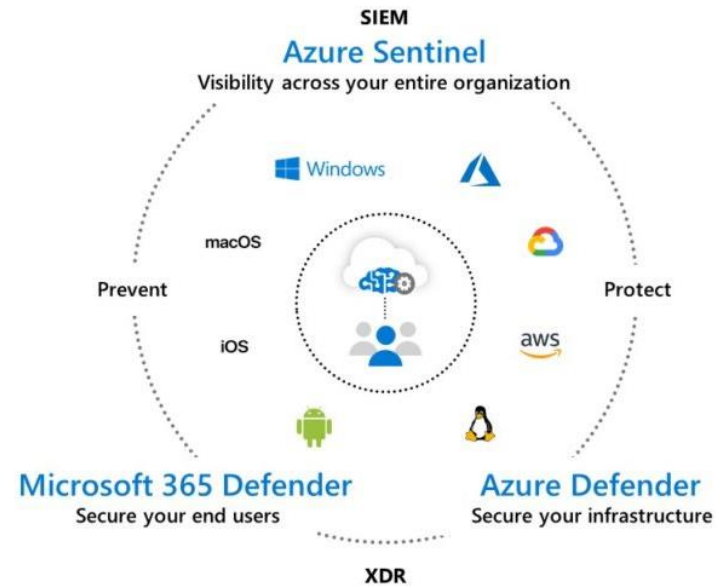 SIEM
Azure Sentinel
Visibility across your entire organization
Windows
macOS
Prevent
Protect
iOS
aws
Microsoft 365 Defender
Azure Defender
Secure your end users
Secure your infrastructure
XDR